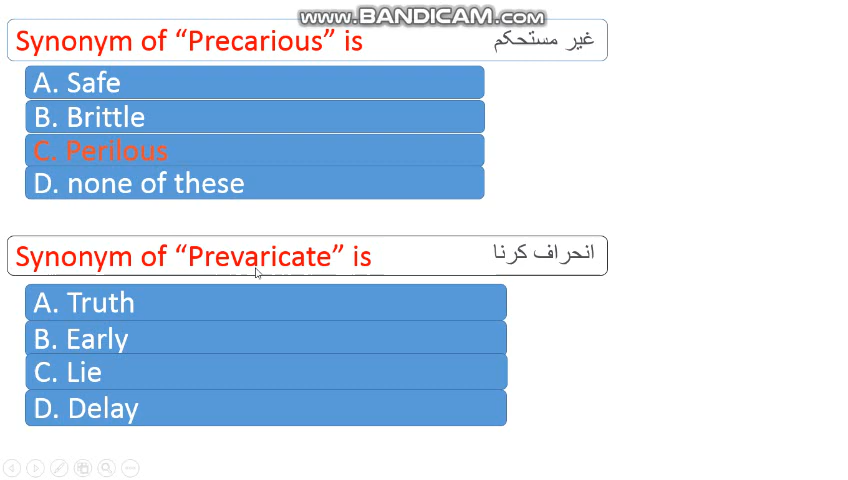 www.BANDICAM.com
Synonym of “Precarious” is غیر مستحکم
A. Safe
B. Brittle
C. Perilous
D. none of these
Synonym of “Prevaricate” is انحراف کرنا
A. Truth
B. Early
C. Lie
D. Delay